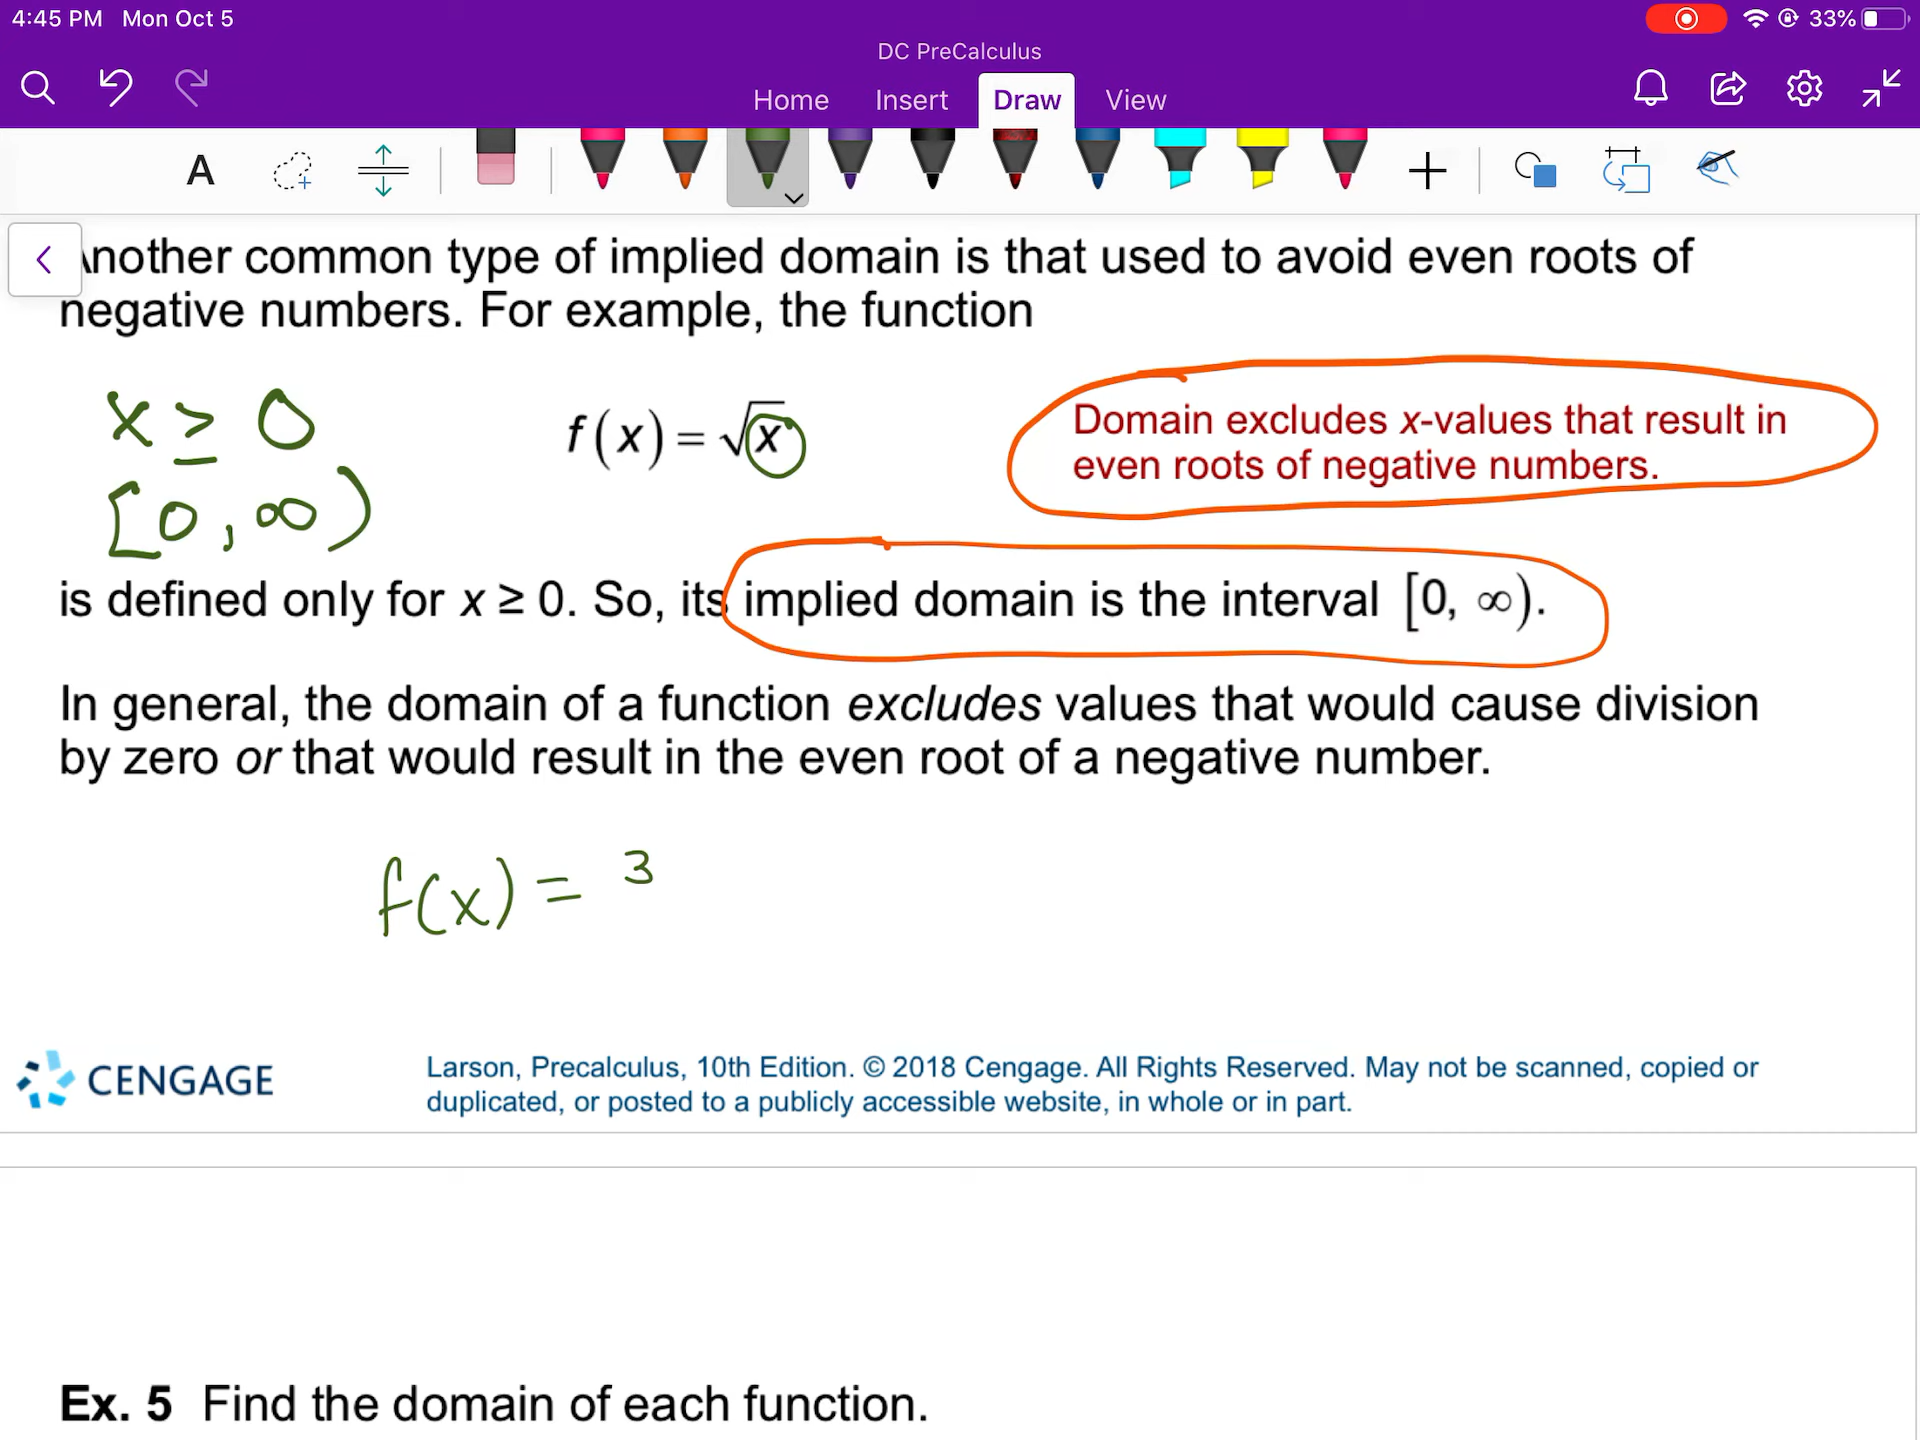 4:45 PM Mon Oct 5
33%
DC PreCalculus
Home Insert Draw View
A
Another common type of implied domain is that used to avoid even roots of
negative numbers. For example, the function
x ≥ 0
f(x) = √x
Domain excludes x-values that result in
even roots of negative numbers.
[0, ∞)
is defined only for x ≥ 0. So, its implied domain is the interval [0, ∞).
In general, the domain of a function excludes values that would cause division
by zero or that would result in the even root of a negative number.
f(x) = 3
CENGAGE
Larson, Precalculus, 10th Edition. © 2018 Cengage. All Rights Reserved. May not be scanned, copied or
duplicated, or posted to a publicly accessible website, in whole or in part.
Ex. 5 Find the domain of each function.